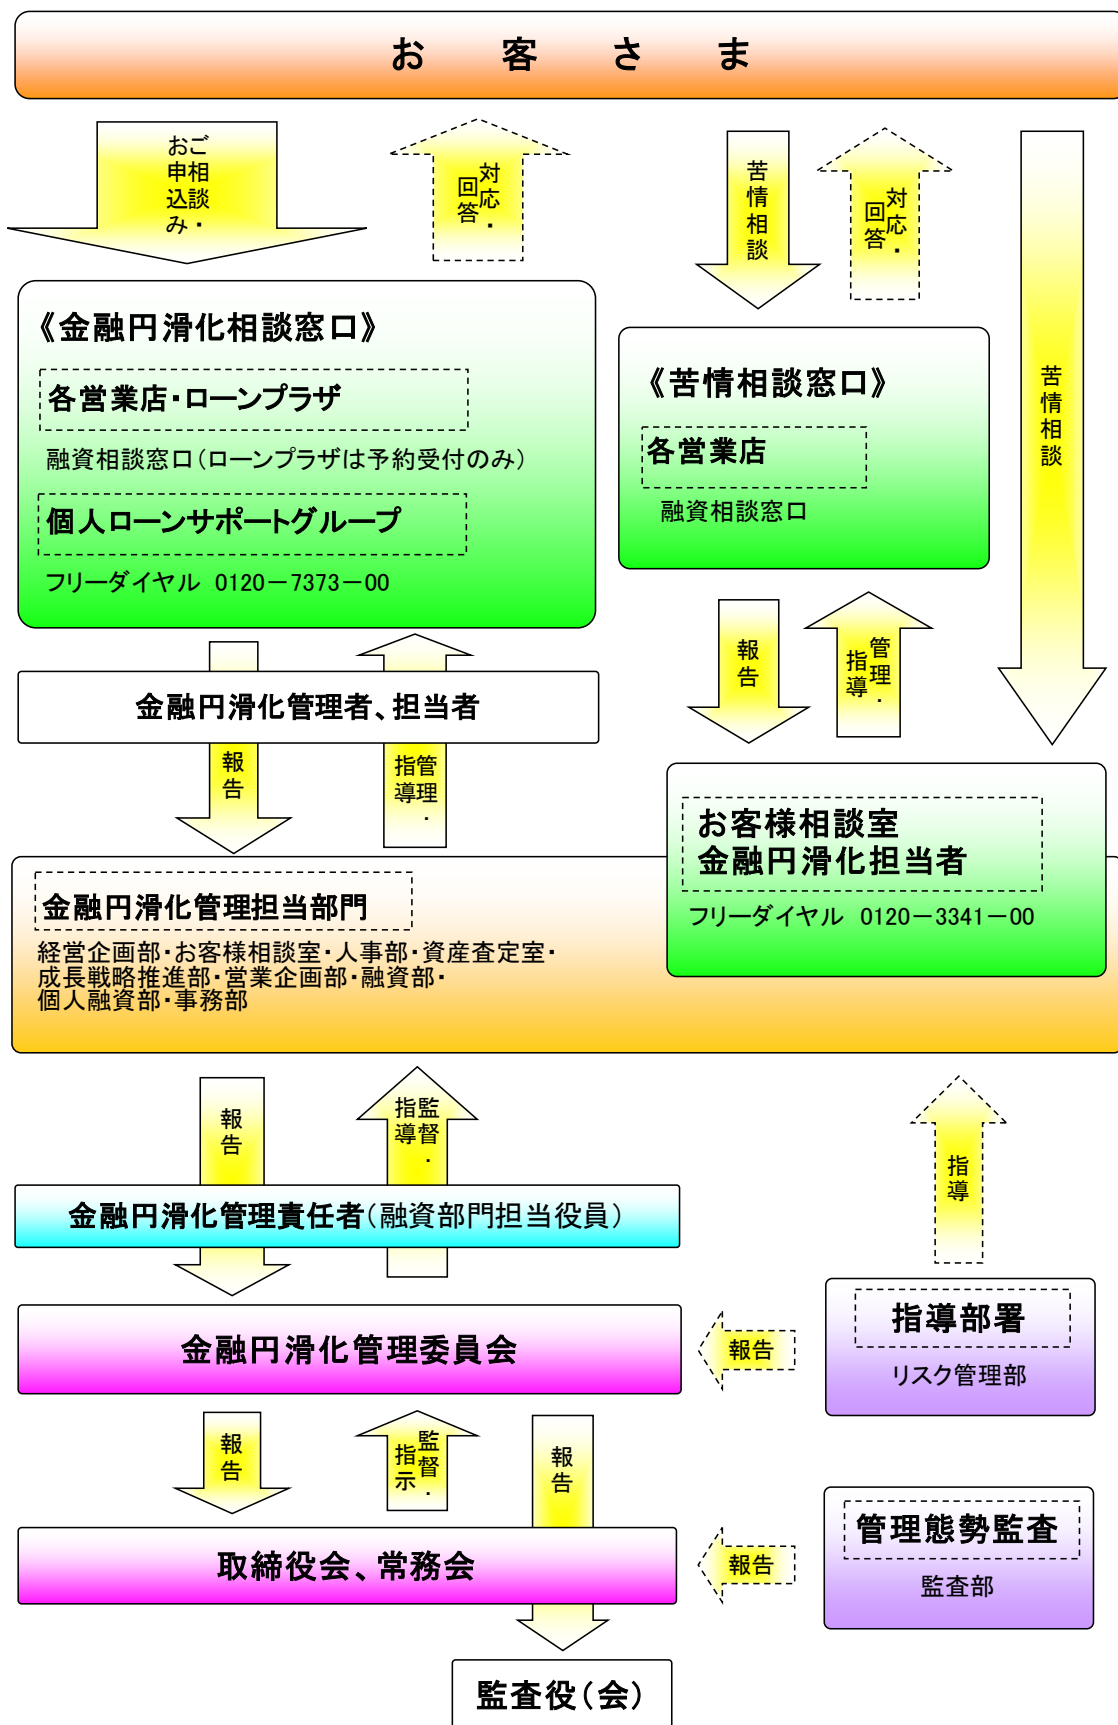 お客さま
ご相談・
お申込み
対応・
回答
苦情相談
対応・
回答
苦情相談
《金融円滑化相談窓口》
各営業店・ローンプラザ
融資相談窓口（ローンプラザは予約受付のみ）
個人ローンサポートグループ
フリーダイヤル 0120－7373－00
《苦情相談窓口》
各営業店
融資相談窓口
報告
管理・
指導
金融円滑化管理者、担当者
報告
管理・
指導
お客様相談室
金融円滑化担当者
フリーダイヤル 0120－3341－00
金融円滑化管理担当部門
経営企画部・お客様相談室・人事部・資産査定室・
成長戦略推進部・営業企画部・融資部・
個人融資部・事務部
報告
監督・
指導
指導
金融円滑化管理責任者（融資部門担当役員）
金融円滑化管理委員会
報告
指導部署
リスク管理部
報告
監督・
指示
報告
管理態勢監査
監査部
取締役会、常務会
報告
監査役（会）